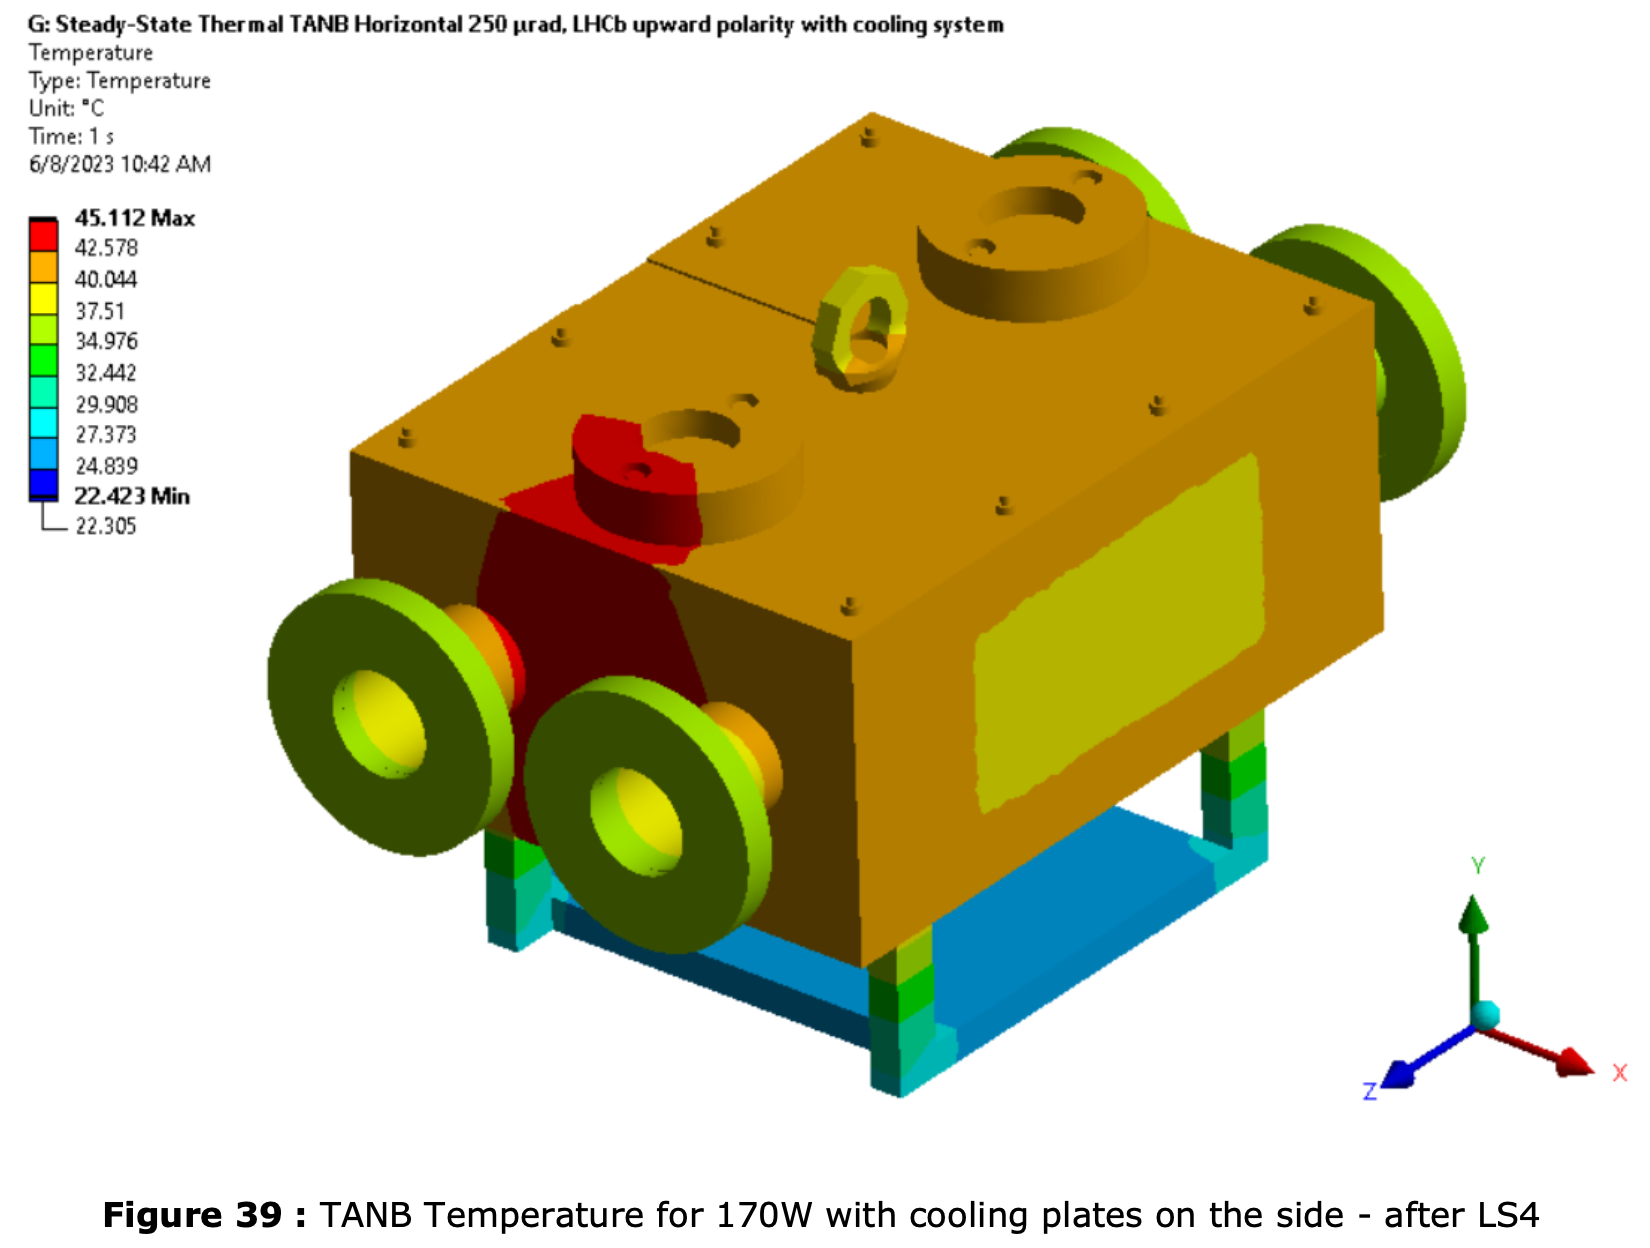 G: Steady-State Thermal TANB Horizontal 250 µrad, LHCb upward polarity with cooling system
Temperature
Type: Temperature
Unit: °C
Time: 1 s
6/8/2023 10:42 AM
45.112 Max
42.578
40.044
37.51
34.976
32.442
29.908
27.373
24.839
22.423 Min
22.305
Y
X
Z
Figure 39 : TANB Temperature for 170W with cooling plates on the side - after LS4